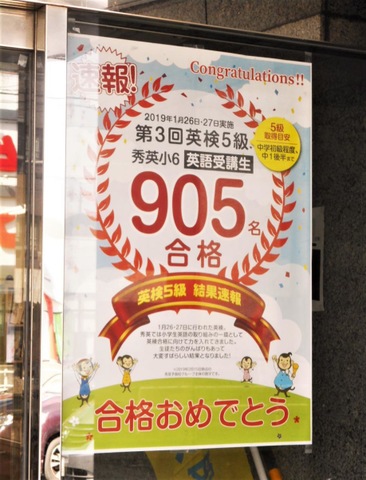 速報!
Congratulations!!
2019年1月26日・27日実施
第3回英検5級、
秀英小6 英語受講生
5級
取得目安
中学初級程度、
中1後半まで
905名
合格
英検5級 結果速報
1月26・27日に行われた英検。
秀英では小学生英語の取り組みの一環として
英検合格に向けて力を入れてきました。
生徒たちのがんばりもあって、
大変すばらしい結果となりました!
合格おめでとう